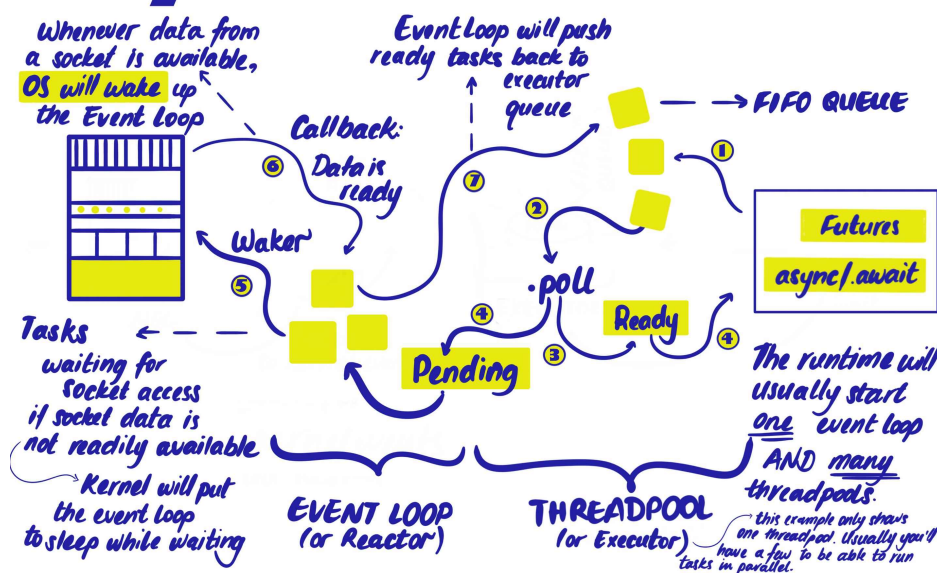 Whenever data from
a socket is available,
OS will wake up
the Event Loop
Callback:
Data is
ready
Event Loop will push
ready tasks back to
executor
queue
FIFO QUEUE
1
2
3
4
4
5
6
7
Waker
.poll
Pending
Ready
Futures
async/.await
Tasks
waiting for
socket access
if socket data is
not readily available
Kernel will put
the event loop
to sleep while waiting
EVENT LOOP
(or Reactor)
THREADPOOL
(or Executor)
The runtime will
usually start
one event loop
AND many
threadpools.
this example only shows
one threadpool. Usually you'll
have a few to be able to run
tasks in parallel.